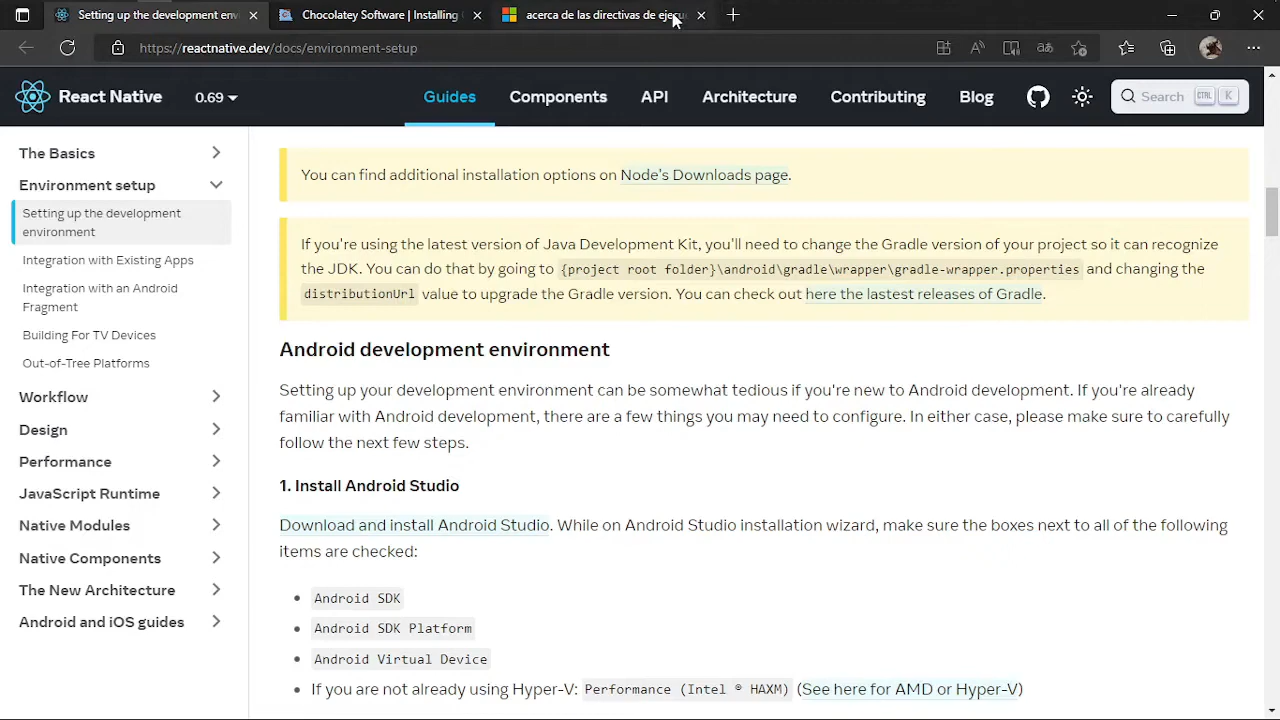 Setting up the development envi
Chocolatey Software | Installing
acerca de las directivas de ejecu
https://reactnative.dev/docs/environment-setup
React Native
0.69
Guides
Components
API
Architecture
Contributing
Blog
Search
CTRL
K
The Basics
Environment setup
Setting up the development
environment
Integration with Existing Apps
Integration with an Android
Fragment
Building For TV Devices
Out-of-Tree Platforms
Workflow
Design
Performance
JavaScript Runtime
Native Modules
Native Components
The New Architecture
Android and iOS guides
You can find additional installation options on Node's Downloads page.
If you're using the latest version of Java Development Kit, you'll need to change the Gradle version of your project so it can recognize
the JDK. You can do that by going to {project root folder}\android\gradle\wrapper\gradle-wrapper.properties and changing the
distributionUrl value to upgrade the Gradle version. You can check out here the lastest releases of Gradle.
Android development environment
Setting up your development environment can be somewhat tedious if you're new to Android development. If you're already
familiar with Android development, there are a few things you may need to configure. In either case, please make sure to carefully
follow the next few steps.
1. Install Android Studio
Download and install Android Studio. While on Android Studio installation wizard, make sure the boxes next to all of the following
items are checked:
Android SDK
Android SDK Platform
Android Virtual Device
If you are not already using Hyper-V: Performance (Intel ® HAXM) (See here for AMD or Hyper-V)